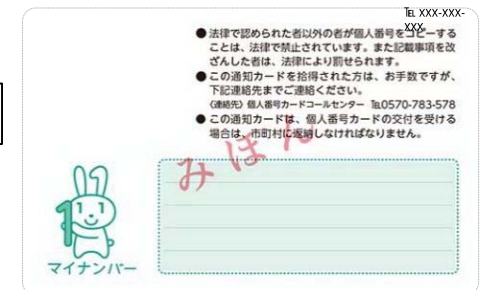 TEL XXX-XXX-
XXX
●法律で認められた者以外の者が個人番号をコピーする
ことは、法律で禁止されています。また記載事項を改
ざんした者は、法律により罰せられます。
●この通知カードを拾得された方は、お手数ですが、
下記連絡先までご連絡ください。
〈連絡先〉個人番号カードコールセンター ℡0570-783-578
●この通知カードは、個人番号カードの交付を受ける
場合は、市町村に返納しなければなりません。
みほん
1
マイナンバー